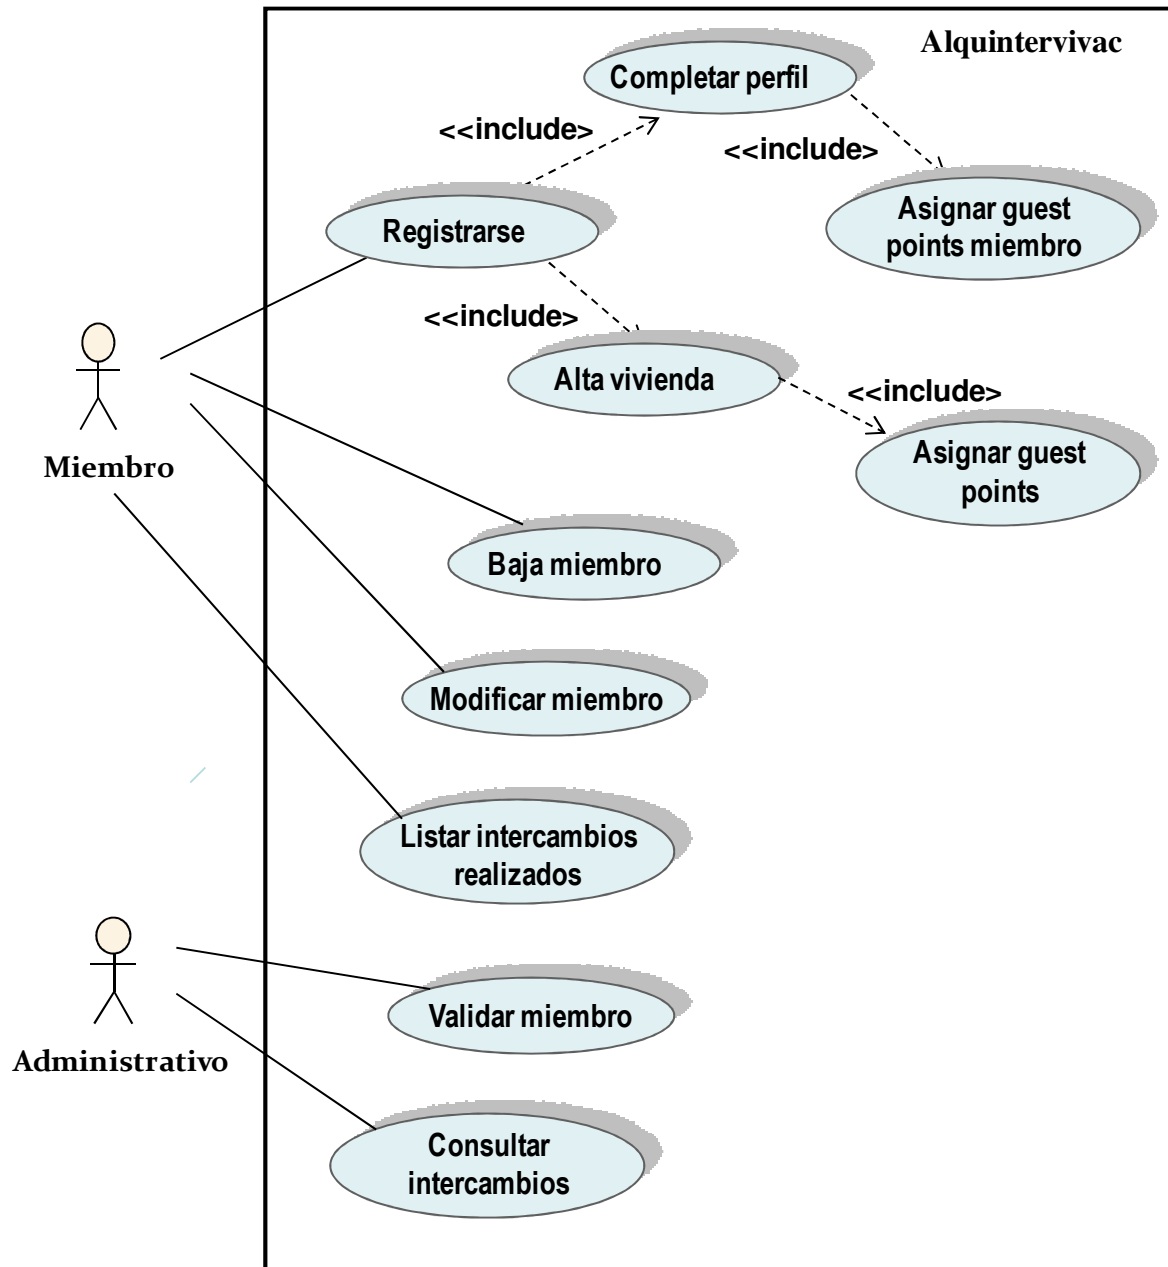 Alquintervivac
Completar perfil
<<include>
<<include>
Asignar guest
points miembro
Registrarse
<<include>
Alta vivienda
<<include>
Asignar guest
points
Miembro
Baja miembro
Modificar miembro
Listar intercambios
realizados
Validar miembro
Administrativo
Consultar
intercambios